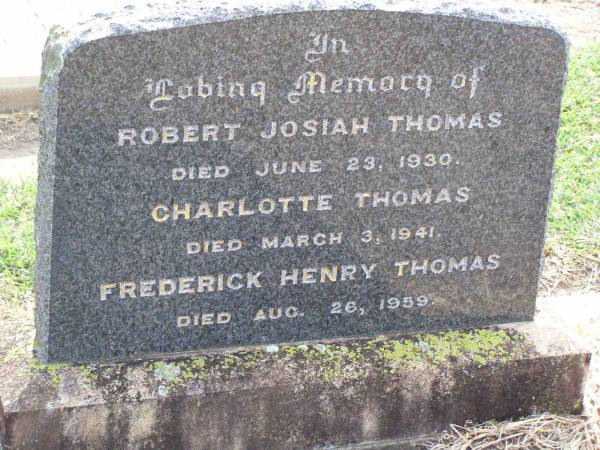 In
Loving Memory of
ROBERT JOSIAH THOMAS
DIED JUNE 23, 1930.
CHARLOTTE THOMAS
DIED MARCH 3, 1941.
FREDERICK HENRY THOMAS
DIED AUG. 26, 1959.